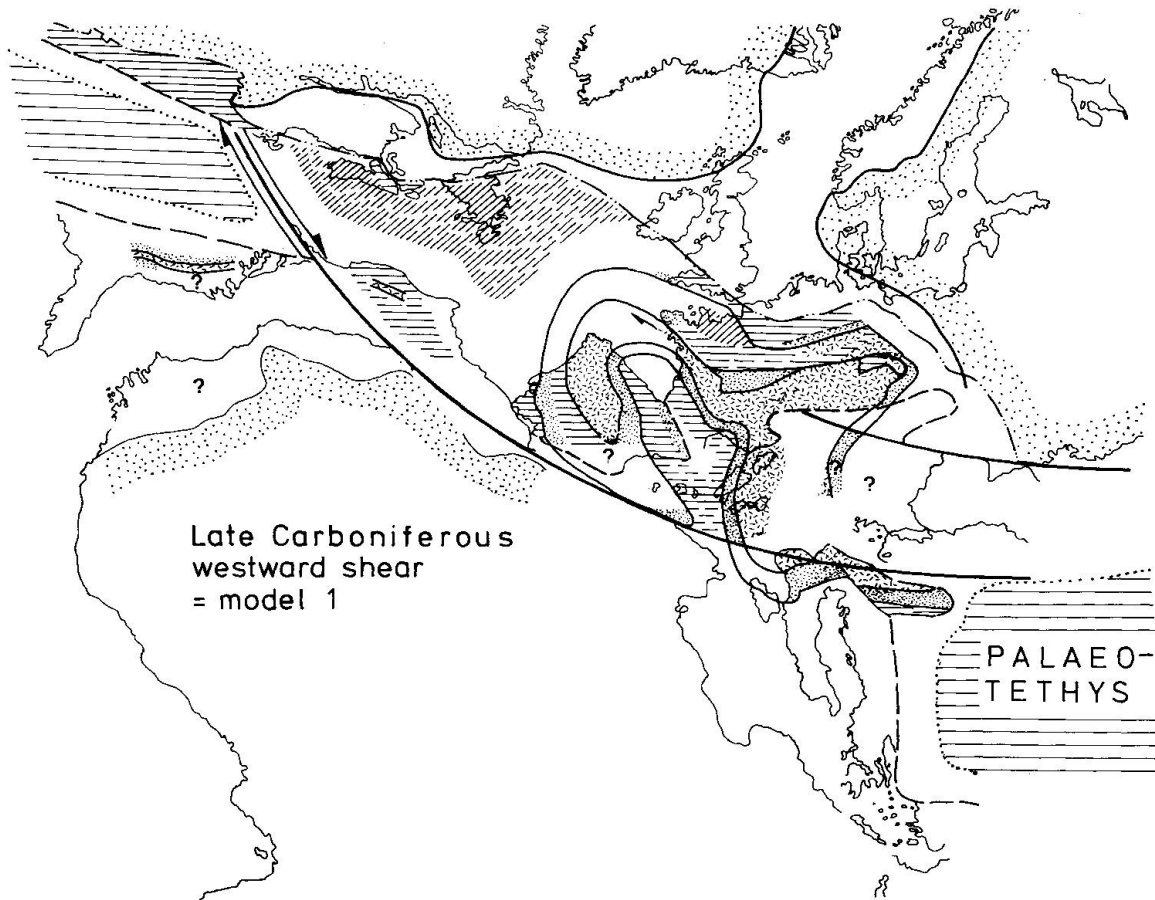 ?
?
Late Carboniferous
westward shear
= model 1
?
?
?
PALAEO-
TETHYS